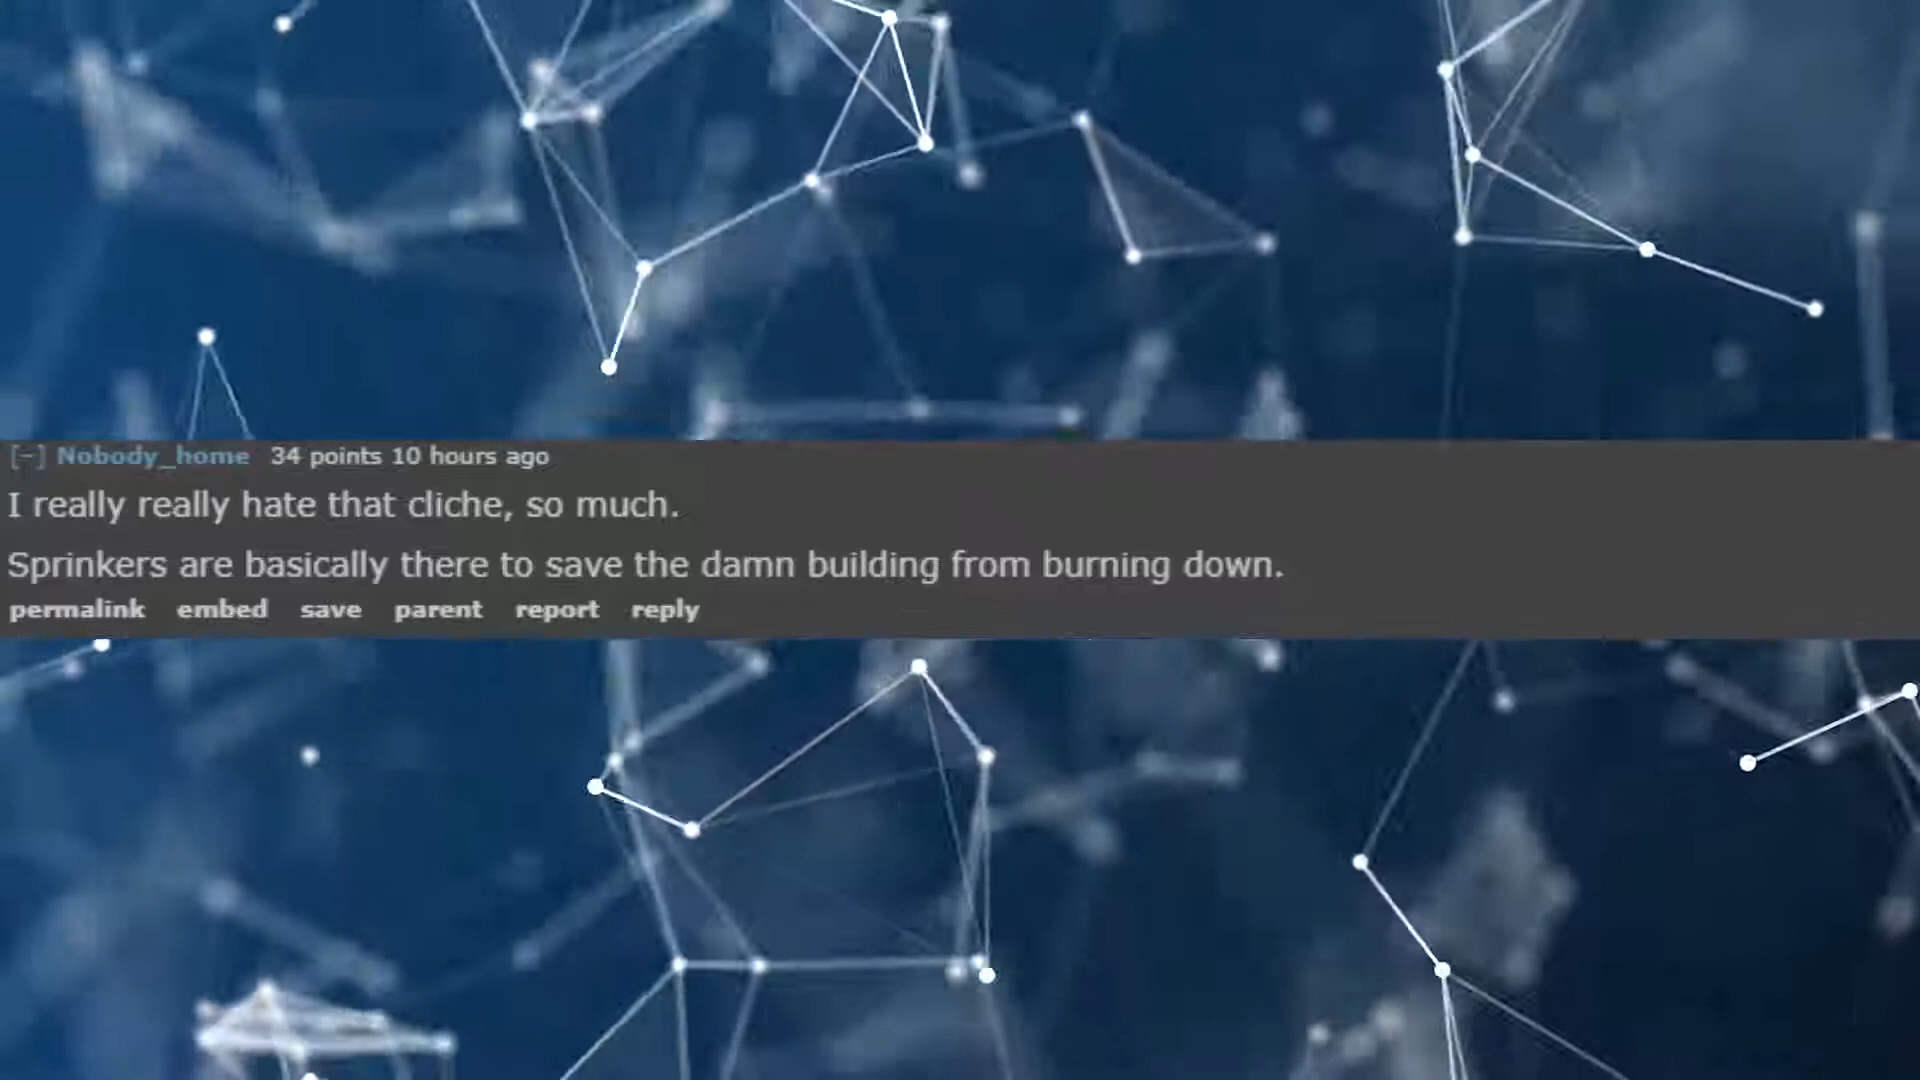 [-] Nobody_home 34 points 10 hours ago
I really really hate that cliche, so much.
Sprinkers are basically there to save the damn building from burning down.
permalink embed save parent report reply